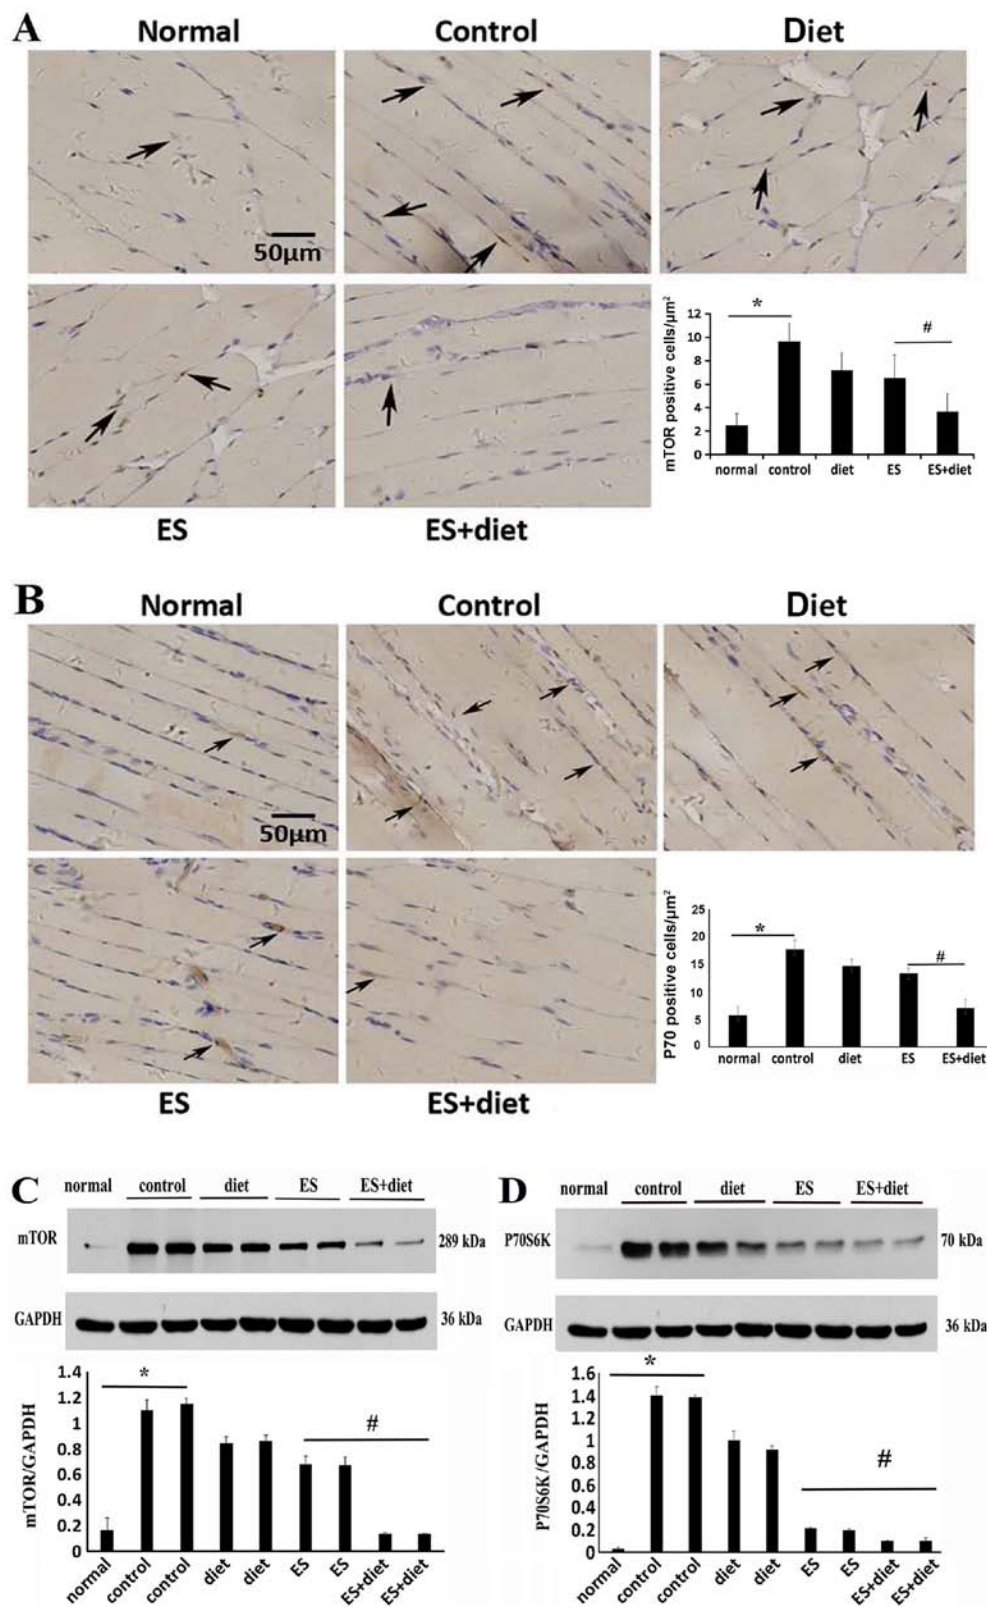 A
Normal
Control
Diet
50μm
ES
ES+diet
mTOR positive cells/μm²
12
10
8
6
4
2
0
*
#
normal control diet ES ES+diet
B
Normal
Control
Diet
50μm
ES
ES+diet
P70 positive cells/μm²
25
20
15
10
5
0
*
#
normal control diet ES ES+diet
C
normal control diet ES ES+diet
mTOR
289 kDa
GAPDH
36 kDa
mTOR/GAPDH
1.4
1.2
1
0.8
0.6
0.4
0.2
0
*
#
normal control control diet diet ES ES ES+diet ES+diet
D
normal control diet ES ES+diet
P70S6K
70 kDa
GAPDH
36 kDa
P70S6K/GAPDH
1.6
1.4
1.2
1
0.8
0.6
0.4
0.2
0
*
#
normal control control diet diet ES ES ES+diet ES+diet